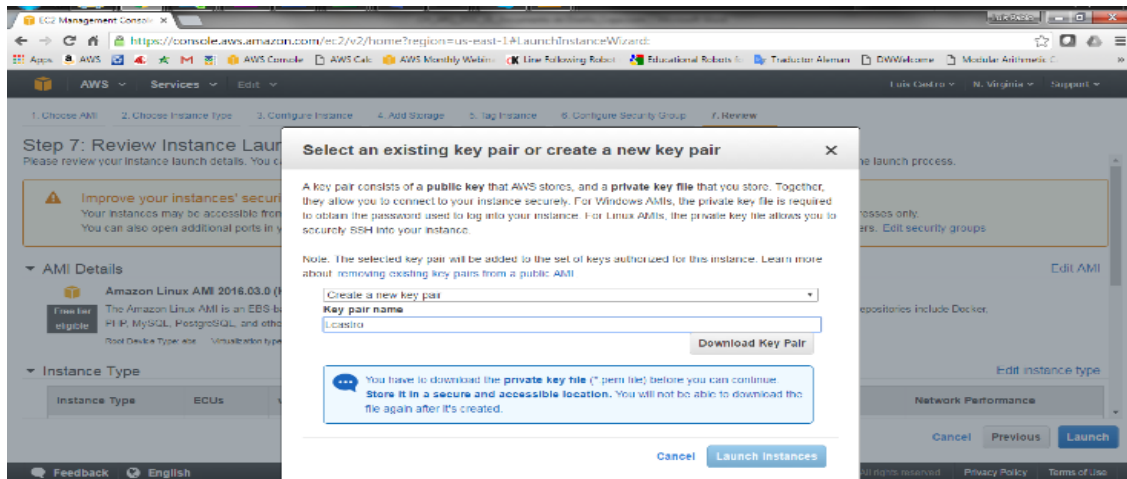 EC2 Management Console
https://console.aws.amazon.com/ec2/v2/home?region=us-east-1#LaunchInstanceWizard:
Apps AWS AWS Console AWS Calc AWS Monthly Webin Line Following Robot Educational Robots Traductor Aleman DWWelcome Modular Arithmetic
AWS Services Edit Luis Castro N. Virginia Support
1. Choose AMI 2. Choose Instance Type 3. Configure Instance 4. Add Storage 5. Tag Instance 6. Configure Security Group 7. Review
Step 7: Review Instance Laun
Please review your instance launch details. You c he launch process.
Improve your instances' securi
Your instances may be accessible from resses only.
You can also open additional ports in y ers. Edit security groups
AMI Details Edit AMI
Amazon Linux AMI 2016.03.0 (H
Free tier eligible
The Amazon Linux AMI is an EBS-ba epositories include Docker,
PHP, MySQL, PostgreSQL, and othe
Root Device Type: ebs Virtualization type
Instance Type Edit instance type
Instance Type ECUs Network Performance
Cancel Previous Launch
Select an existing key pair or create a new key pair
A key pair consists of a public key that AWS stores, and a private key file that you store. Together,
they allow you to connect to your instance securely. For Windows AMIs, the private key file is required
to obtain the password used to log into your instance. For Linux AMIs, the private key file allows you to
securely SSH into your instance.
Note: The selected key pair will be added to the set of keys authorized for this instance. Learn more
about removing existing key pairs from a public AMI
Create a new key pair
Key pair name
Lcastro
Download Key Pair
You have to download the private key file (*.pem file) before you can continue.
Store it in a secure and accessible location. You will not be able to download the
file again after it's created.
Cancel Launch Instances
Feedback English All rights reserved. Privacy Policy Terms of Use